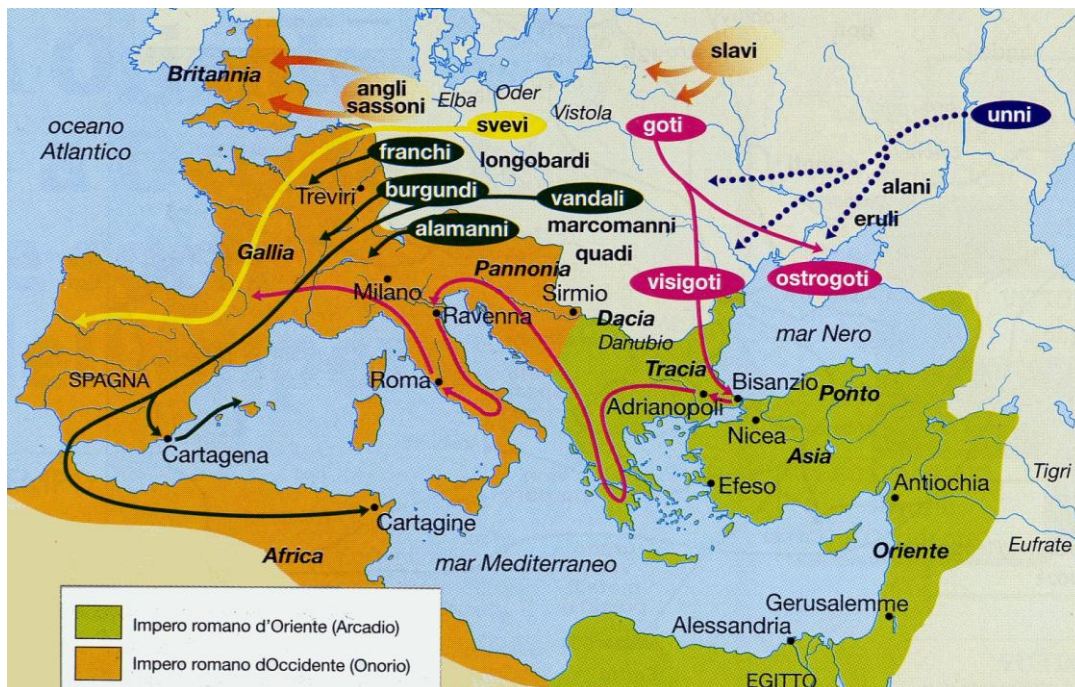 slavi
Britannia
angli
sassoni
Elba
Oder
Vistola
unni
oceano
Atlantico
svevi
goti
franchi
longobardi
Treviri
burgundi
vandali
alani
eruli
alamanni
marcomanni
quadi
Gallia
Pannonia
visigoti
ostrogoti
Milano
Sirmio
Ravenna
Dacia
Danubio
mar Nero
SPAGNA
Roma
Tracia
Bisanzio
Ponto
Adrianopoli
Nicea
Cartagena
Asia
Tigri
Efeso
Antiochia
Cartagine
Africa
mar Mediterraneo
Oriente
Eufrate
Gerusalemme
Impero romano d'Oriente (Arcadio)
Alessandria
Impero romano dOccidente (Onorio)
EGITTO